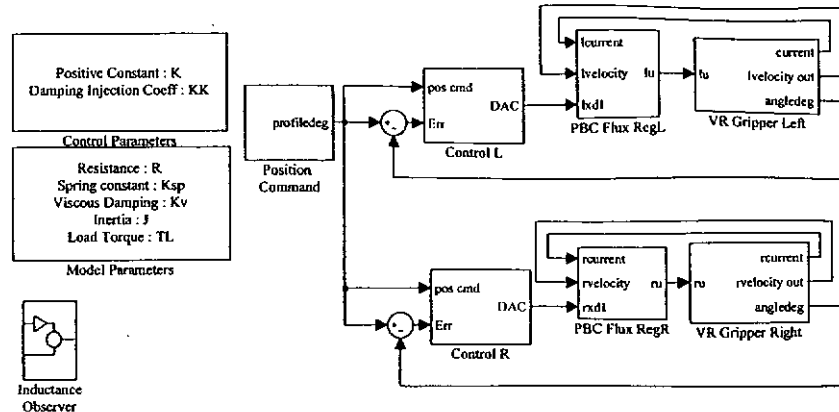 Positive Constant : K
Damping Injection Coeff : KK
Control Parameters
Resistance : R
Spring constant : Ksp
Viscous Damping : Kv
Inertia : J
Load Torque : TL
Model Parameters
Inductance
Observer
profiledeg
Position
Command
pos cmd
Err
DAC
Control L
lcurrent
lvelocity
lxd1
lu
PBC Flux RegL
lu
current
lvelocity out
angledeg
VR Gripper Left
pos cmd
Err
DAC
Control R
rcurrent
rvelocity
rxd1
ru
PBC Flux RegR
ru
rcurrent
rvelocity out
angledeg
VR Gripper Right